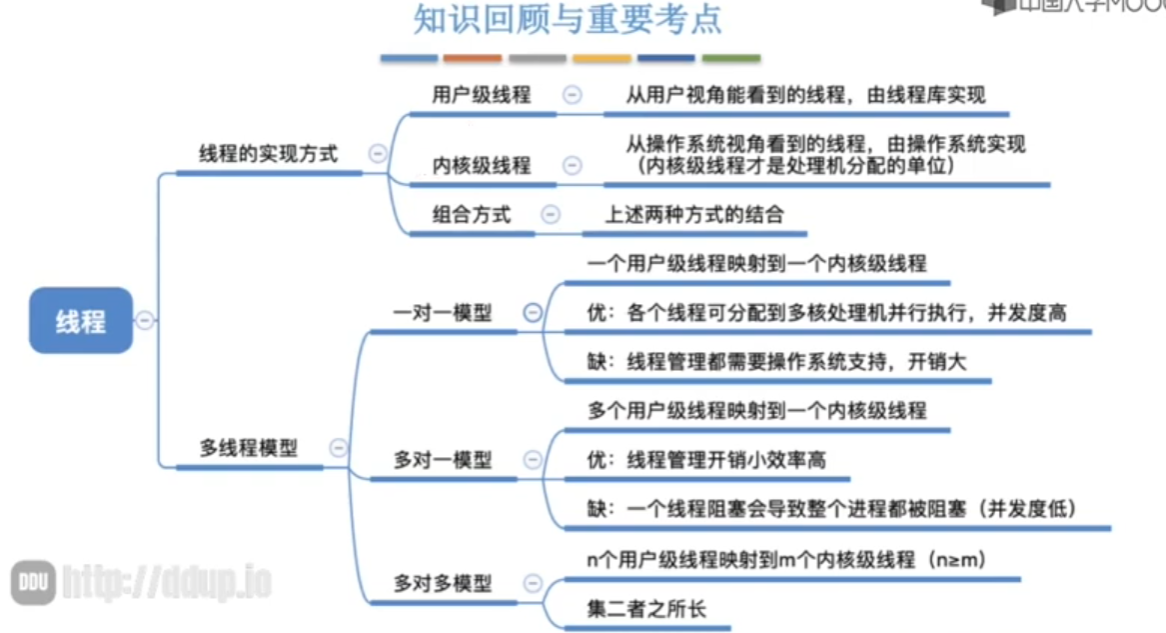 中国大学MOOC
知识回顾与重要考点
线程
线程的实现方式
用户级线程
从用户视角能看到的线程，由线程库实现
内核级线程
从操作系统视角看到的线程，由操作系统实现
（内核级线程才是处理机分配的单位）
组合方式
上述两种方式的结合
多线程模型
一对一模型
一个用户级线程映射到一个内核级线程
优：各个线程可分配到多核处理机并行执行，并发度高
缺：线程管理都需要操作系统支持，开销大
多对一模型
多个用户级线程映射到一个内核级线程
优：线程管理开销小效率高
缺：一个线程阻塞会导致整个进程都被阻塞（并发度低）
多对多模型
n个用户级线程映射到m个内核级线程（n≥m）
集二者之所长
DDU http://ddup.io